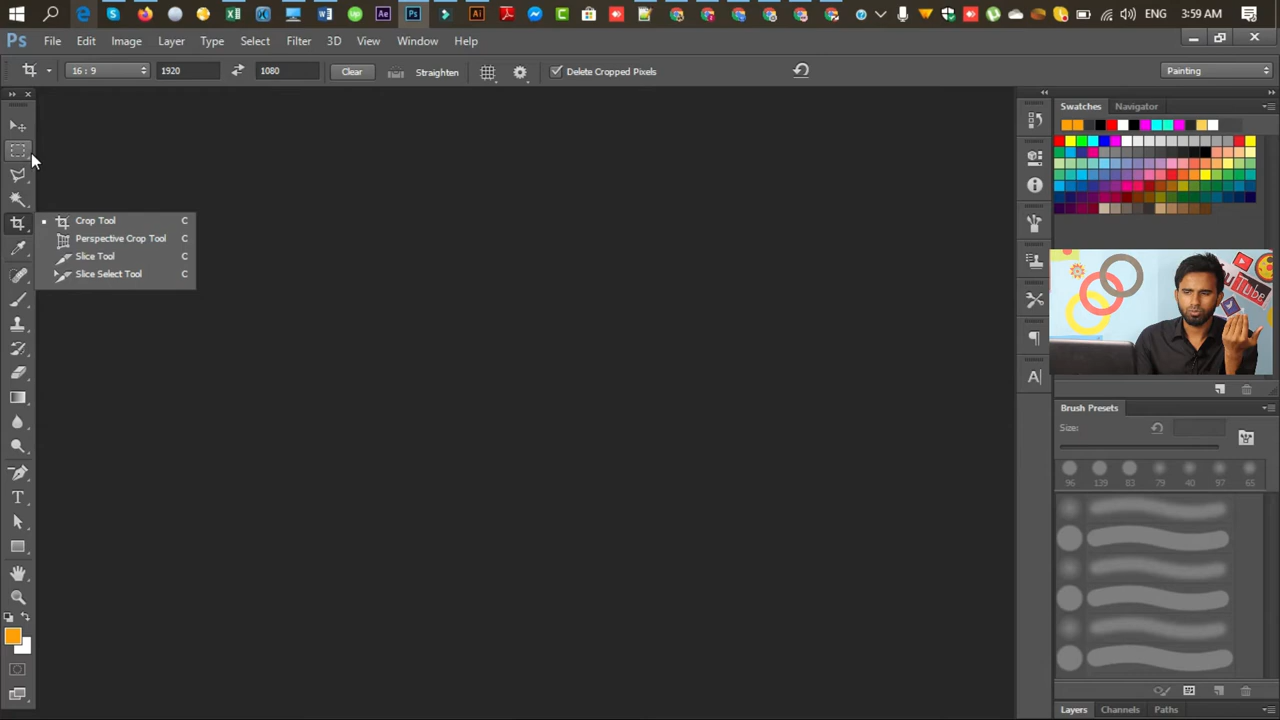 ENG 3:59 AM
Ps File Edit Image Layer Type Select Filter 3D View Window Help
16 : 9 1920 1080 Clear Straighten Delete Cropped Pixels Painting
Swatches Navigator
Crop Tool C
Perspective Crop Tool C
Slice Tool C
Slice Select Tool C
YouTube
Brush Presets
Size:
96 139 83 79 40 97 65
Layers Channels Paths